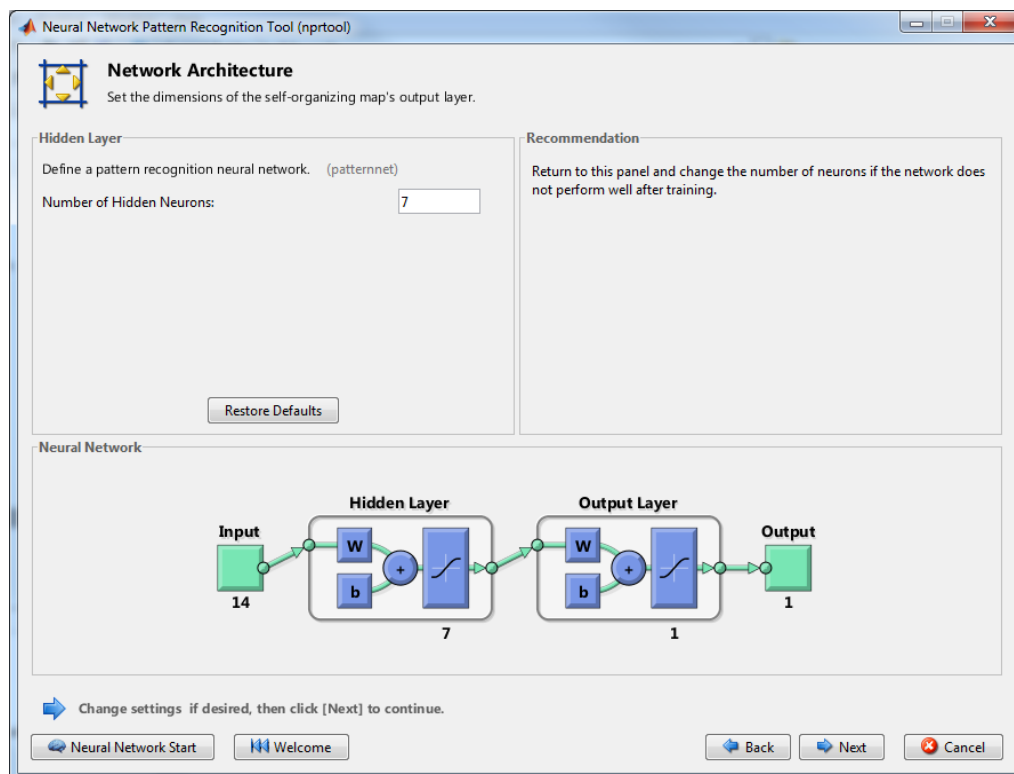 Neural Network Pattern Recognition Tool (nprtool)
Network Architecture
Set the dimensions of the self-organizing map's output layer.
Hidden Layer
Define a pattern recognition neural network. (patternnet)
Number of Hidden Neurons: 7
Restore Defaults
Recommendation
Return to this panel and change the number of neurons if the network does
not perform well after training.
Neural Network
Hidden Layer Output Layer
Input Output
W W
+ +
b b
14 1
7 1
Change settings if desired, then click [Next] to continue.
Neural Network Start Welcome Back Next Cancel